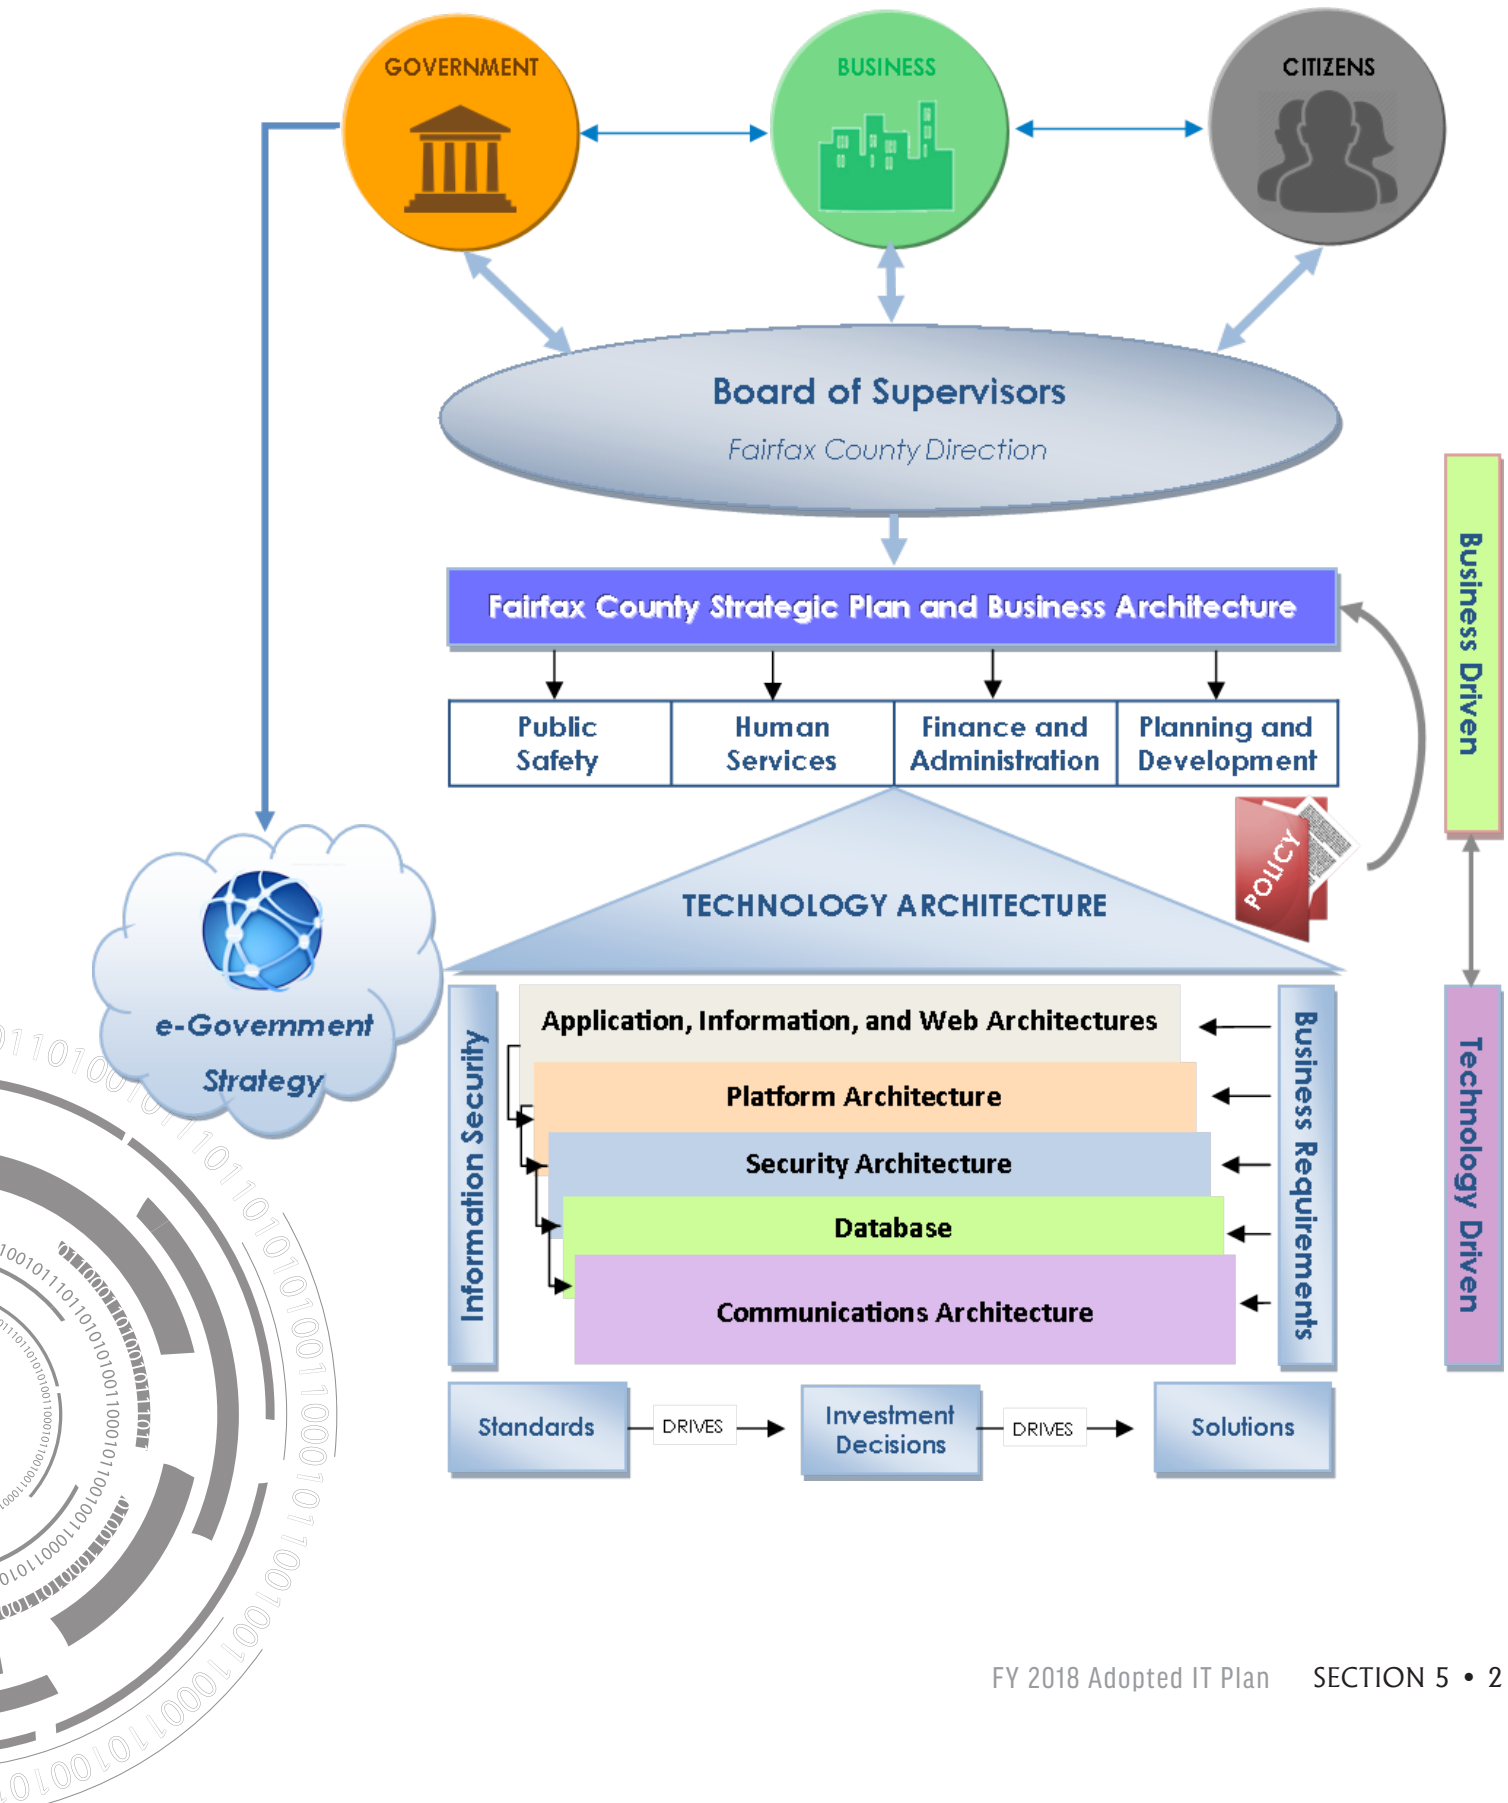 GOVERNMENT
BUSINESS
CITIZENS
Board of Supervisors
Fairfax County Direction
Business Driven
Fairfax County Strategic Plan and Business Architecture
Public
Safety
Human
Services
Finance and
Administration
Planning and
Development
POLICY
TECHNOLOGY ARCHITECTURE
e-Government
Strategy
Information Security
Application, Information, and Web Architectures
Platform Architecture
Security Architecture
Database
Communications Architecture
Business Requirements
Technology Driven
Standards
DRIVES
Investment
Decisions
DRIVES
Solutions
FY 2018 Adopted IT Plan SECTION 5 • 2